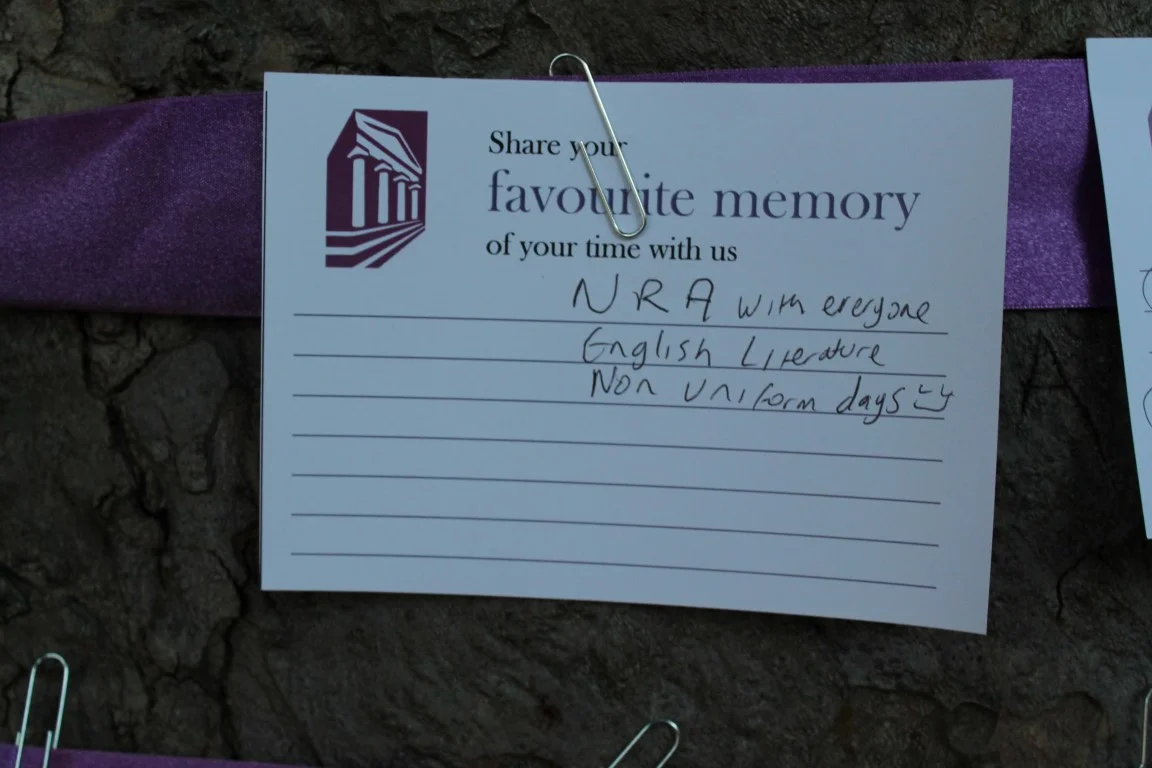 Share your
favourite memory
of your time with us
NRA with everyone
English Literature
Non uniform days